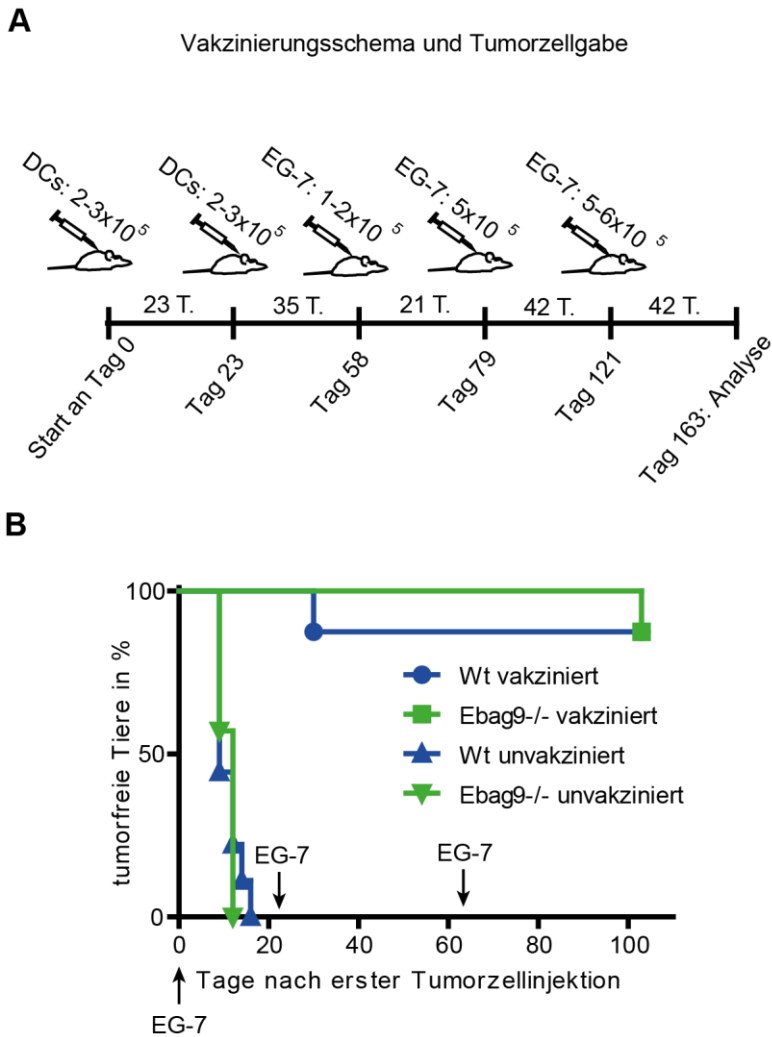 A
Vakzinierungsschema und Tumorzellgabe
DCs: 2-3x10⁵
DCs: 2-3x10⁵
EG-7: 1-2x10⁵
EG-7: 5x10⁵
EG-7: 5-6x10⁵
23 T.
35 T.
21 T.
42 T.
42 T.
Start an Tag 0
Tag 23
Tag 58
Tag 79
Tag 121
Tag 163: Analyse
B
tumorfreie Tiere in %
100
50
0
Wt vakziniert
Ebag9-/- vakziniert
Wt unvakziniert
Ebag9-/- unvakziniert
EG-7
EG-7
0
20
40
60
80
100
Tage nach erster Tumorzellinjektion
EG-7